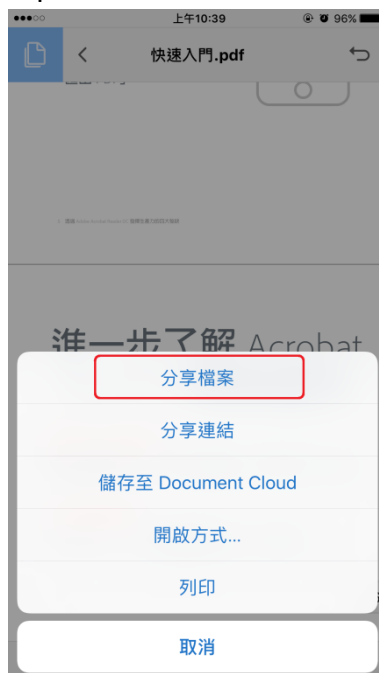 上午10:39
96%
快速入門.pdf
進一步了解 Acrobat
分享檔案
分享連結
儲存至 Document Cloud
開啟方式...
列印
取消